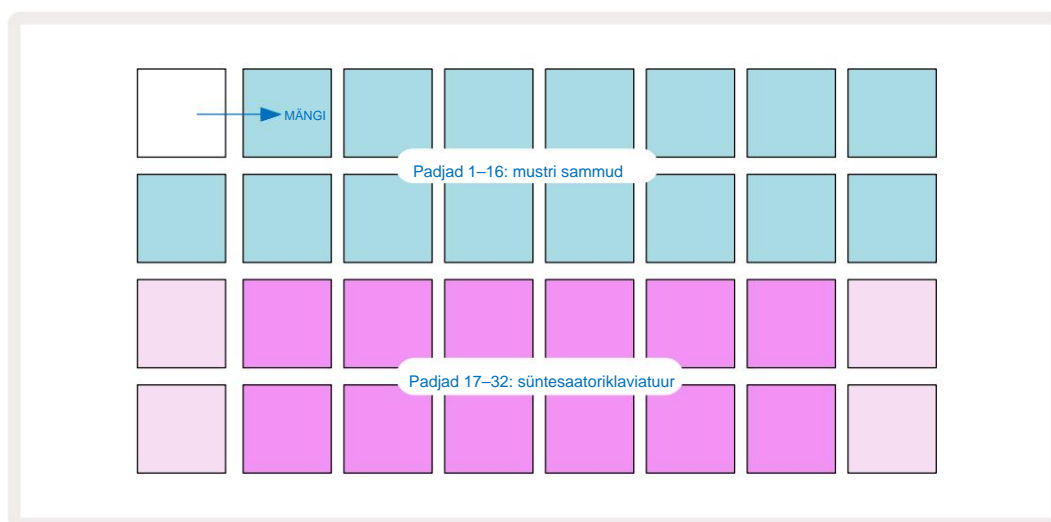 MÄNGI
Padjad 1–16: mustri sammud
Padjad 17–32: süntesaatoriklaviatuur